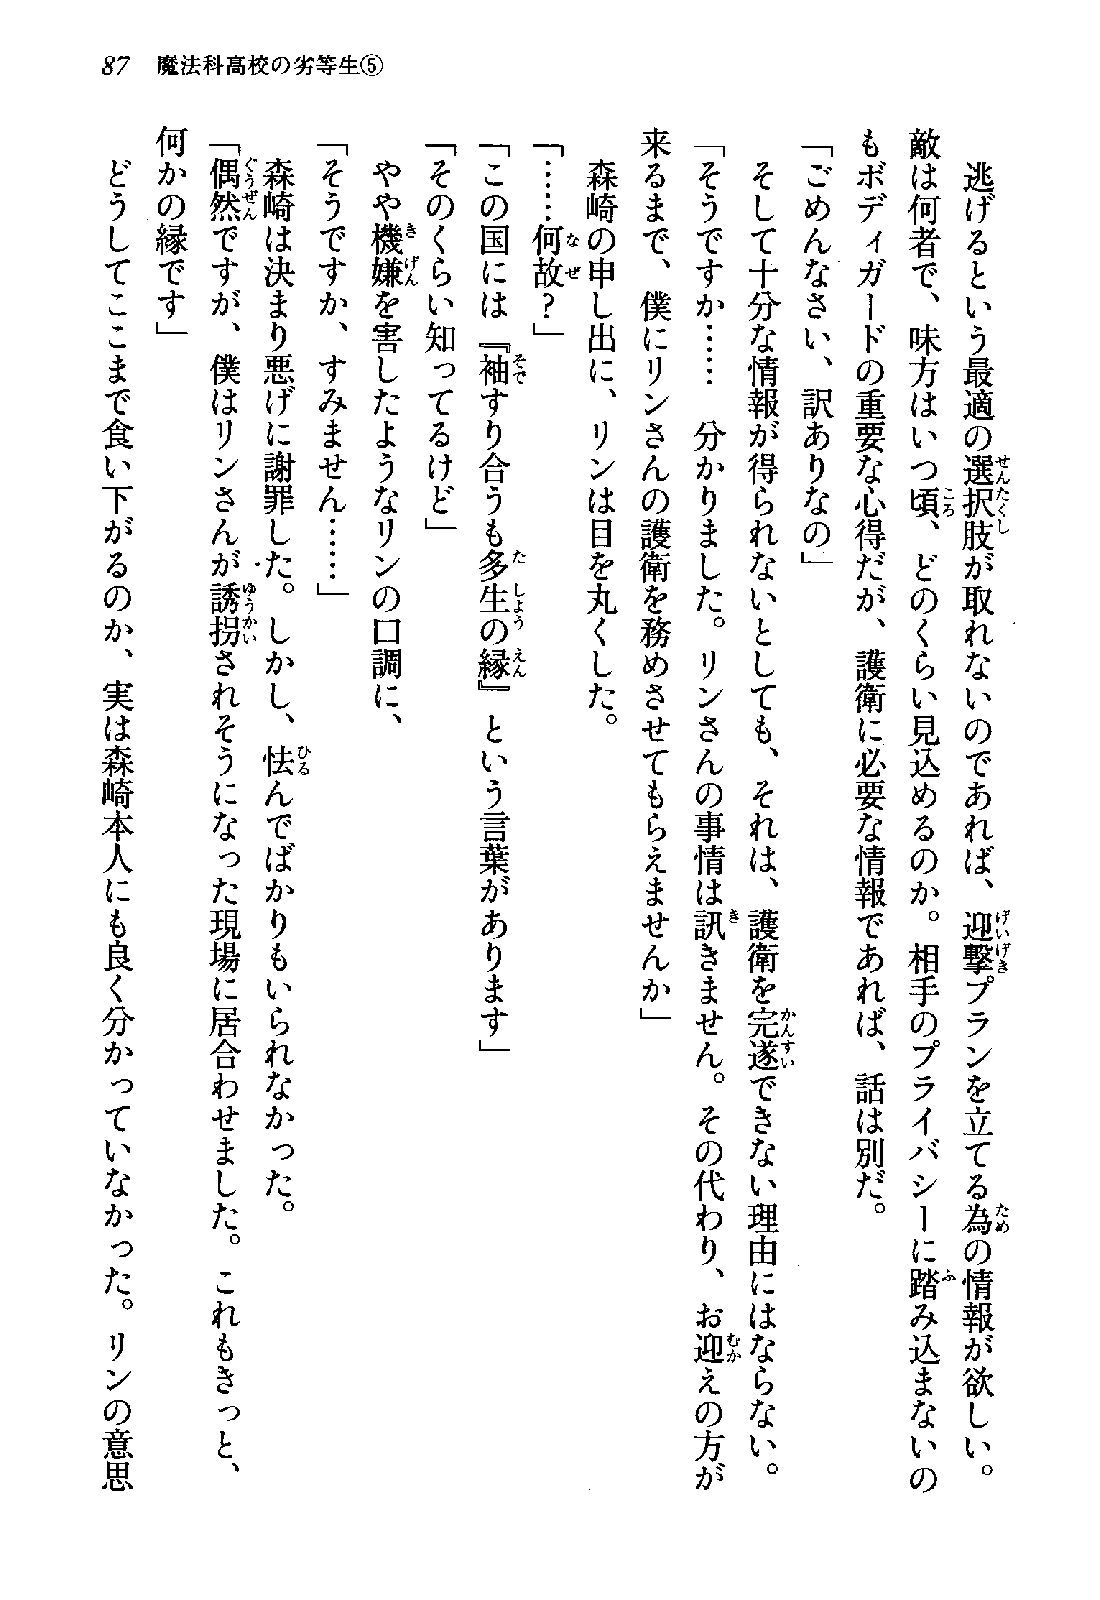 87 魔法科高校の劣等生⑤
逃げるという最適の選択肢が取れないのであれば、迎撃プランを立てる為の情報が欲しい。
敵は何者で、味方はいつ頃、どのくらい見込めるのか。相手のプライバシーに踏み込まないの
もボディガードの重要な心得だが、護衛に必要な情報であれば、話は別だ。
「ごめんなさい、訳ありなの」
そして十分な情報が得られないとしても、それは、護衛を完遂できない理由にはならない。
「そうですか……　分かりました。リンさんの事情は訊きません。その代わり、お迎えの方が
来るまで、僕にリンさんの護衛を務めさせてもらえませんか」
森崎の申し出に、リンは目を丸くした。
「……何故？」
「この国には『袖すり合うも多生の縁』という言葉があります」
「そのくらい知ってるけど」
やや機嫌を害したようなリンの口調に、
「そうですか、すみません……」
森崎は決まり悪げに謝罪した。しかし、怯んでばかりもいられなかった。
「偶然ですが、僕はリンさんが誘拐されそうになった現場に居合わせました。これもきっと、
何かの縁です」
どうしてここまで食い下がるのか、実は森崎本人にも良く分かっていなかった。リンの意思